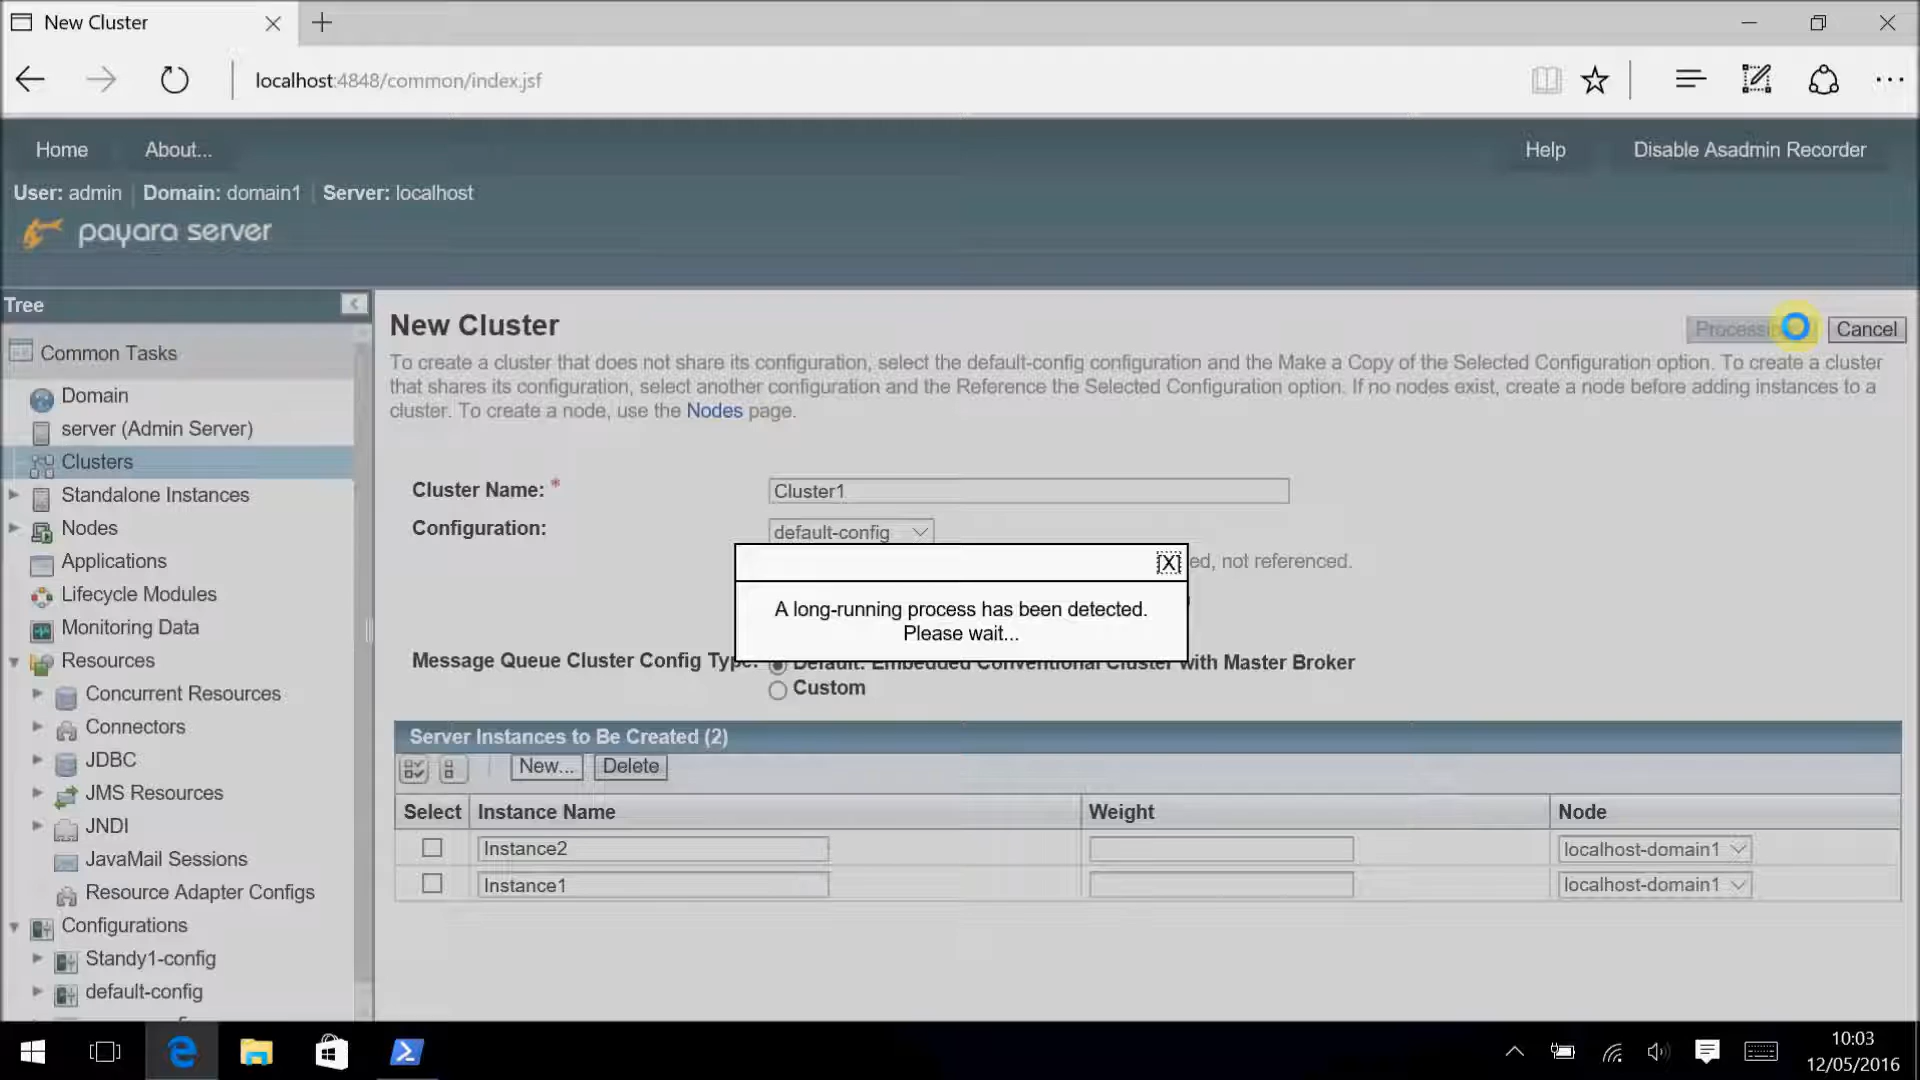 New Cluster
localhost:4848/common/index.jsf
Home About... Help Disable Asadmin Recorder
User: admin Domain: domain1 Server: localhost
payara server
Tree
Common Tasks
Domain
server (Admin Server)
Clusters
Standalone Instances
Nodes
Applications
Lifecycle Modules
Monitoring Data
Resources
Concurrent Resources
Connectors
JDBC
JMS Resources
JNDI
JavaMail Sessions
Resource Adapter Configs
Configurations
Standy1-config
default-config
New Cluster
Cancel
To create a cluster that does not share its configuration, select the default-config configuration and the Make a Copy of the Selected Configuration option. To create a cluster
that shares its configuration, select another configuration and the Reference the Selected Configuration option. If no nodes exist, create a node before adding instances to a
cluster. To create a node, use the Nodes page.
Cluster Name: * Cluster1
Configuration: default-config
ed, not referenced.
[X]
A long-running process has been detected.
Please wait...
Message Queue Cluster Config Type: Default: Embedded Conventional Cluster with Master Broker
Custom
Server Instances to Be Created (2)
New... Delete
Select Instance Name Weight Node
Instance2 localhost-domain1
Instance1 localhost-domain1
10:03
12/05/2016